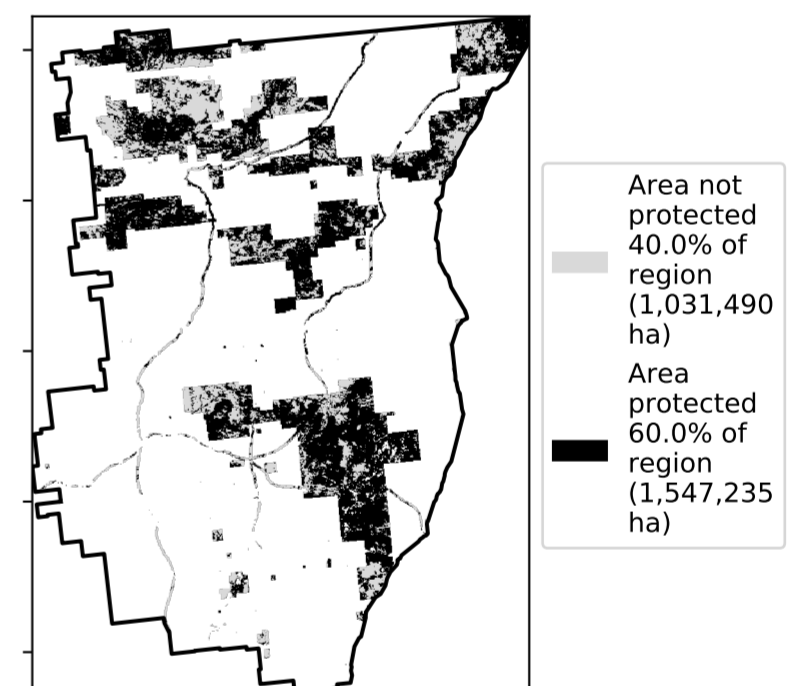 Area not
protected
40.0% of
region
(1,031,490
ha)
Area
protected
60.0% of
region
(1,547,235
ha)